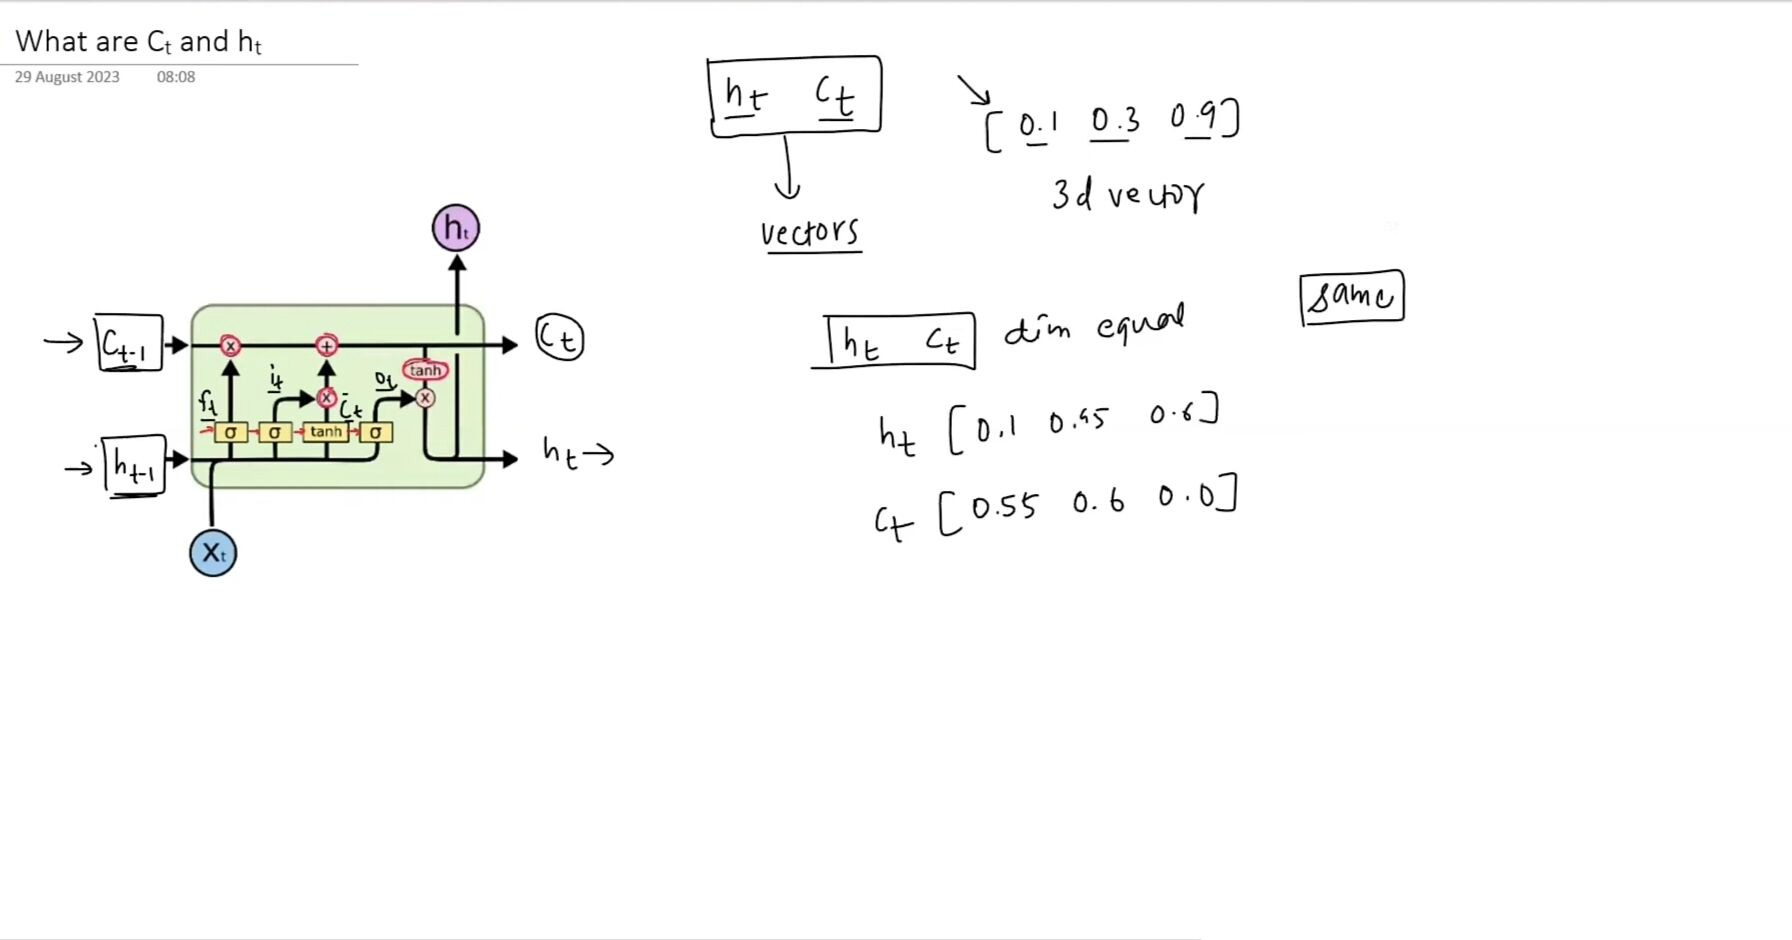 What are Ct and ht
29 August 2023 08:08
ht Ct
[0.1 0.3 0.9]
3d vector
vectors
ht
Ct-1
x
+
Ct
tanh
it
ot
ft
x
C̄t
x
σ
σ
tanh
σ
ht-1
ht
Xt
same
ht Ct dim equal
ht [0.1 0.45 0.6]
Ct [0.55 0.6 0.0]